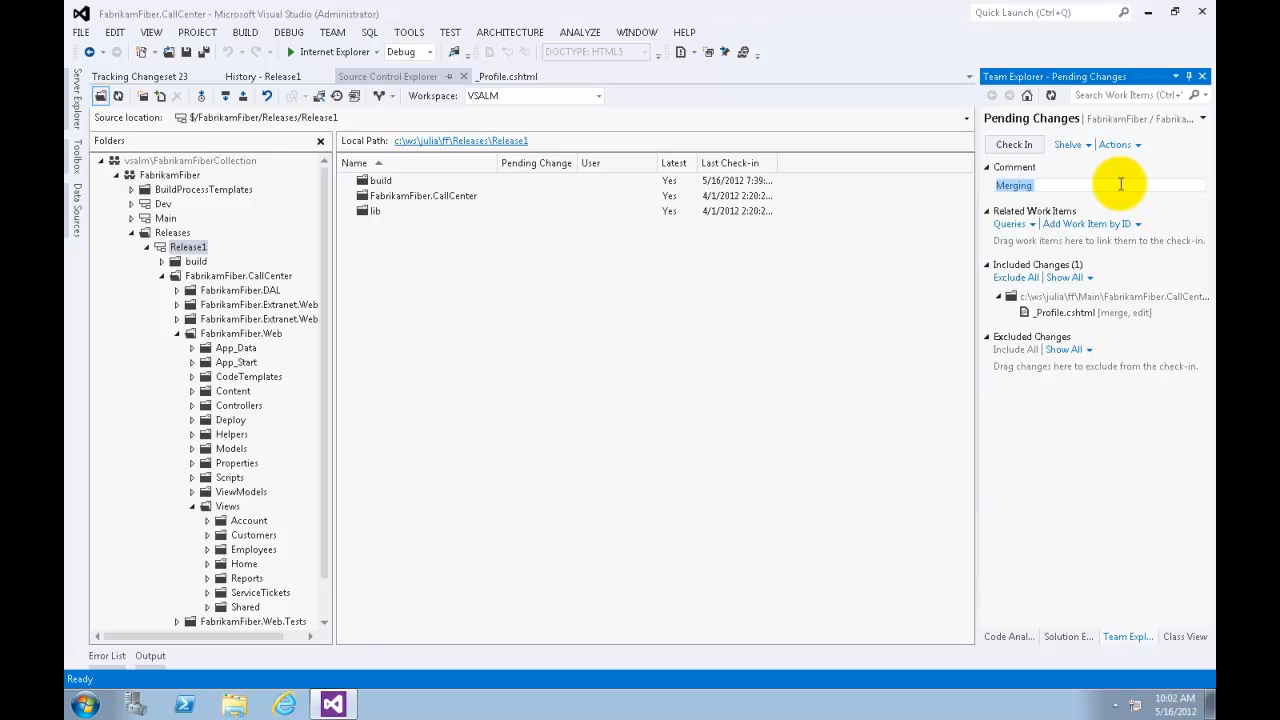 FabrikamFiber.CallCenter - Microsoft Visual Studio (Administrator)
Quick Launch (Ctrl+Q)
FILE EDIT VIEW PROJECT BUILD DEBUG TEAM SQL TOOLS TEST ARCHITECTURE ANALYZE WINDOW HELP
Internet Explorer Debug DOCTYPE: HTML5
Server Explorer
Toolbox
Data Sources
Tracking Changeset 23 History - Release1 Source Control Explorer _Profile.cshtml
Workspace: VSALM
Source location: $/FabrikamFiber/Releases/Release1
Folders
vsalm\FabrikamFiberCollection
FabrikamFiber
BuildProcessTemplates
Dev
Main
Releases
Release1
build
FabrikamFiber.CallCenter
FabrikamFiber.DAL
FabrikamFiber.Extranet.Web
FabrikamFiber.Extranet.Web
FabrikamFiber.Web
App_Data
App_Start
CodeTemplates
Content
Controllers
Deploy
Helpers
Models
Properties
Scripts
ViewModels
Views
Account
Customers
Employees
Home
Reports
ServiceTickets
Shared
FabrikamFiber.Web.Tests
Local Path: c:\ws\julia\ff\Releases\Release1
Name Pending Change User Latest Last Check-in
build Yes 5/16/2012 7:39:...
FabrikamFiber.CallCenter Yes 4/1/2012 2:20:2...
lib Yes 4/1/2012 2:20:2...
Team Explorer - Pending Changes
Search Work Items (Ctrl+'
Pending Changes | FabrikamFiber / Fabrika...
Check In Shelve Actions
Comment
Merging
Related Work Items
Queries | Add Work Item by ID
Drag work items here to link them to the check-in.
Included Changes (1)
Exclude All | Show All
c:\ws\julia\ff\Main\FabrikamFiber.CallCent...
_Profile.cshtml [merge, edit]
Excluded Changes
Include All | Show All
Drag changes here to exclude from the check-in.
Code Anal... Solution E... Team Expl... Class View
Error List Output
Ready
10:02 AM
5/16/2012